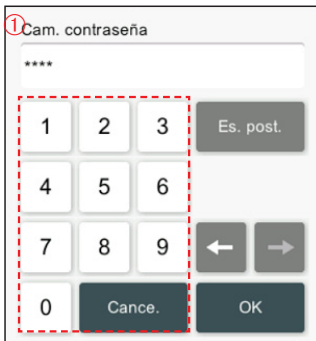 ① Cam. contraseña
****
1 2 3 Es. post.
4 5 6
7 8 9 ← →
0 Cance. OK